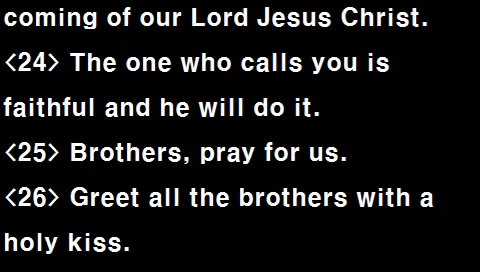 coming of our Lord Jesus Christ.
<24> The one who calls you is
faithful and he will do it.
<25> Brothers, pray for us.
<26> Greet all the brothers with a
holy kiss.